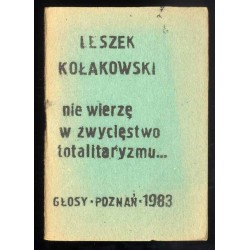 LESZEK
KOŁAKOWSKI
nie wierzę
w zwycięstwo
totalitaryzmu...
GŁOSY · POZNAŃ · 1983